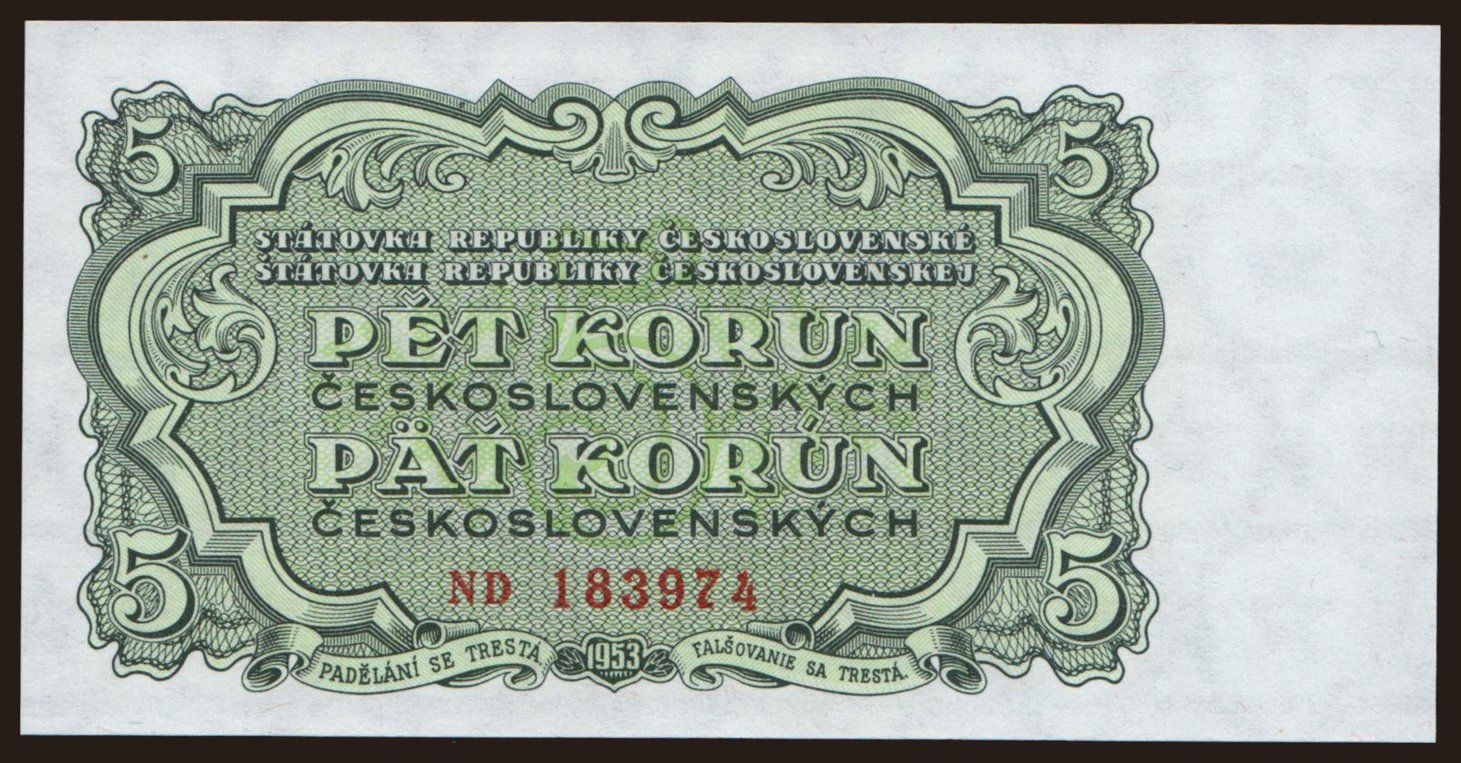 5 5
STÁTOVKA REPUBLIKY ČESKOSLOVENSKÉ
ŠTÁTOVKA REPUBLIKY ČESKOSLOVENSKEJ
PĚT KORUN
ČESKOSLOVENSKÝCH
PÄŤ KORÚN
ČESKOSLOVENSKÝCH
5 5
ND 183974
PADĚLÁNÍ SE TRESTÁ. 1953 FALŠOVANIE SA TRESTÁ.